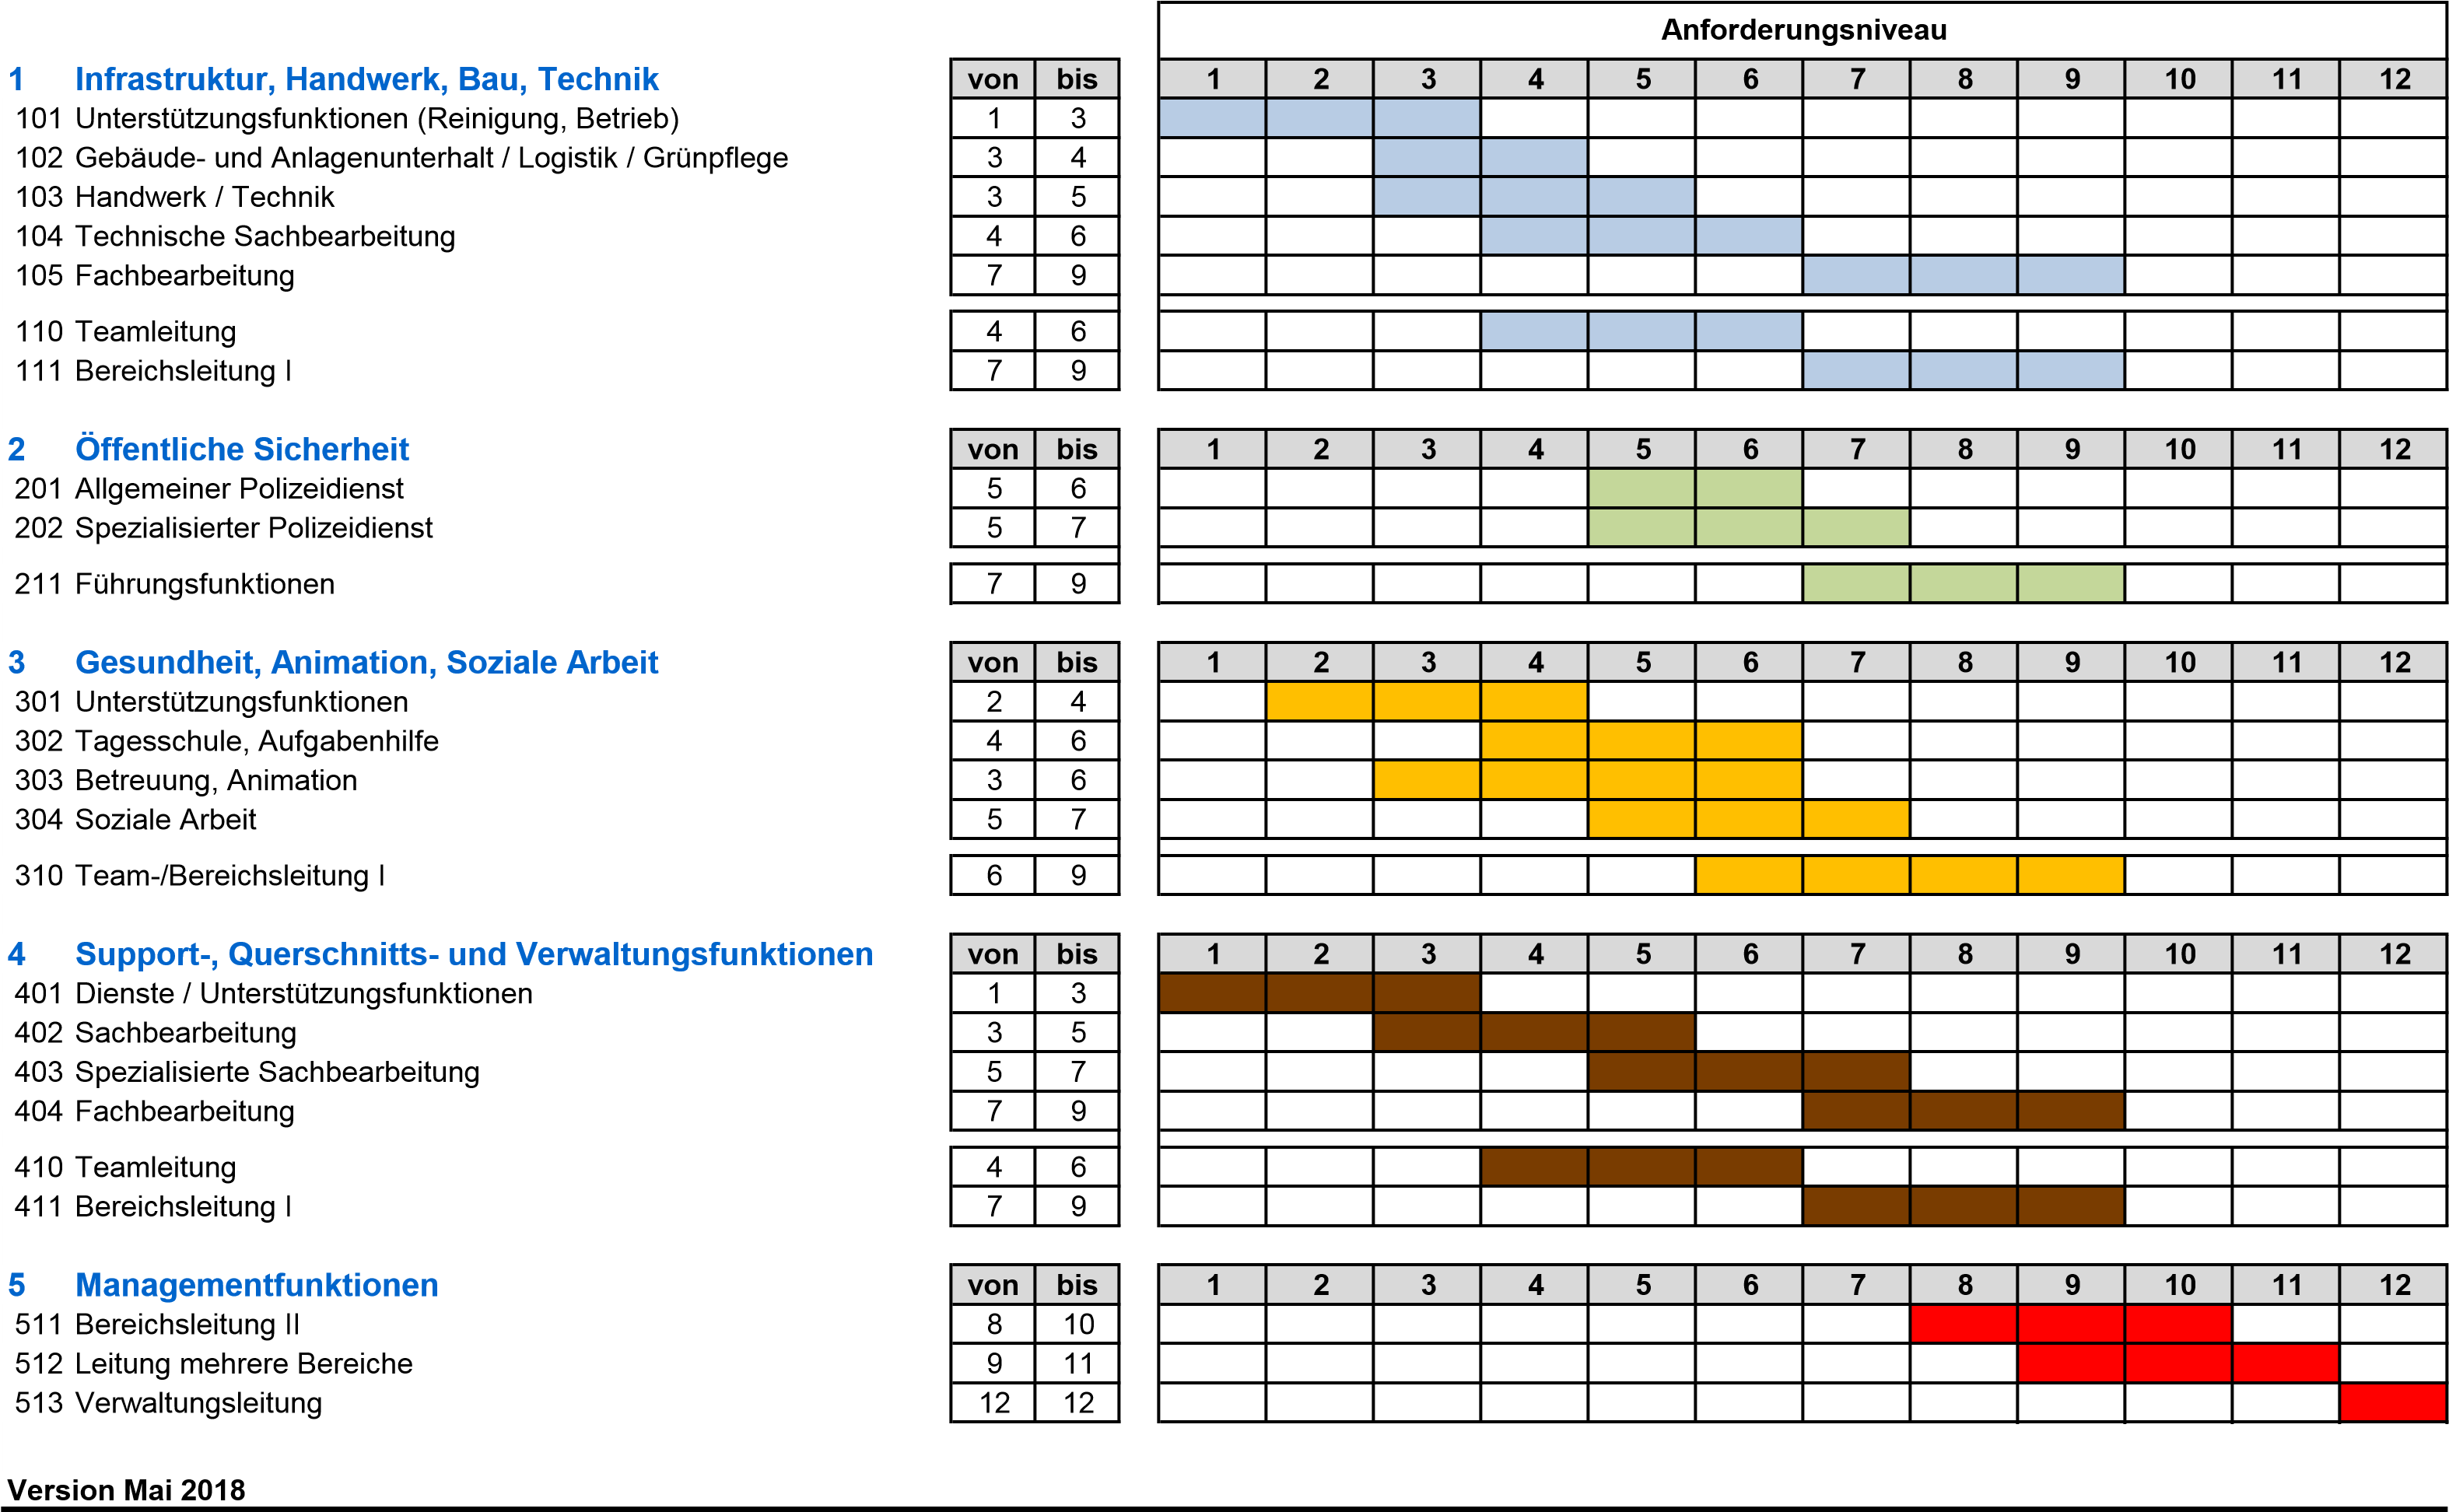 Anforderungsniveau
1 Infrastruktur, Handwerk, Bau, Technik von bis 1 2 3 4 5 6 7 8 9 10 11 12
101 Unterstützungsfunktionen (Reinigung, Betrieb) 1 3
102 Gebäude- und Anlagenunterhalt / Logistik / Grünpflege 3 4
103 Handwerk / Technik 3 5
104 Technische Sachbearbeitung 4 6
105 Fachbearbeitung 7 9
110 Teamleitung 4 6
111 Bereichsleitung I 7 9
2 Öffentliche Sicherheit von bis 1 2 3 4 5 6 7 8 9 10 11 12
201 Allgemeiner Polizeidienst 5 6
202 Spezialisierter Polizeidienst 5 7
211 Führungsfunktionen 7 9
3 Gesundheit, Animation, Soziale Arbeit von bis 1 2 3 4 5 6 7 8 9 10 11 12
301 Unterstützungsfunktionen 2 4
302 Tagesschule, Aufgabenhilfe 4 6
303 Betreuung, Animation 3 6
304 Soziale Arbeit 5 7
310 Team-/Bereichsleitung I 6 9
4 Support-, Querschnitts- und Verwaltungsfunktionen von bis 1 2 3 4 5 6 7 8 9 10 11 12
401 Dienste / Unterstützungsfunktionen 1 3
402 Sachbearbeitung 3 5
403 Spezialisierte Sachbearbeitung 5 7
404 Fachbearbeitung 7 9
410 Teamleitung 4 6
411 Bereichsleitung I 7 9
5 Managementfunktionen von bis 1 2 3 4 5 6 7 8 9 10 11 12
511 Bereichsleitung II 8 10
512 Leitung mehrere Bereiche 9 11
513 Verwaltungsleitung 12 12
Version Mai 2018